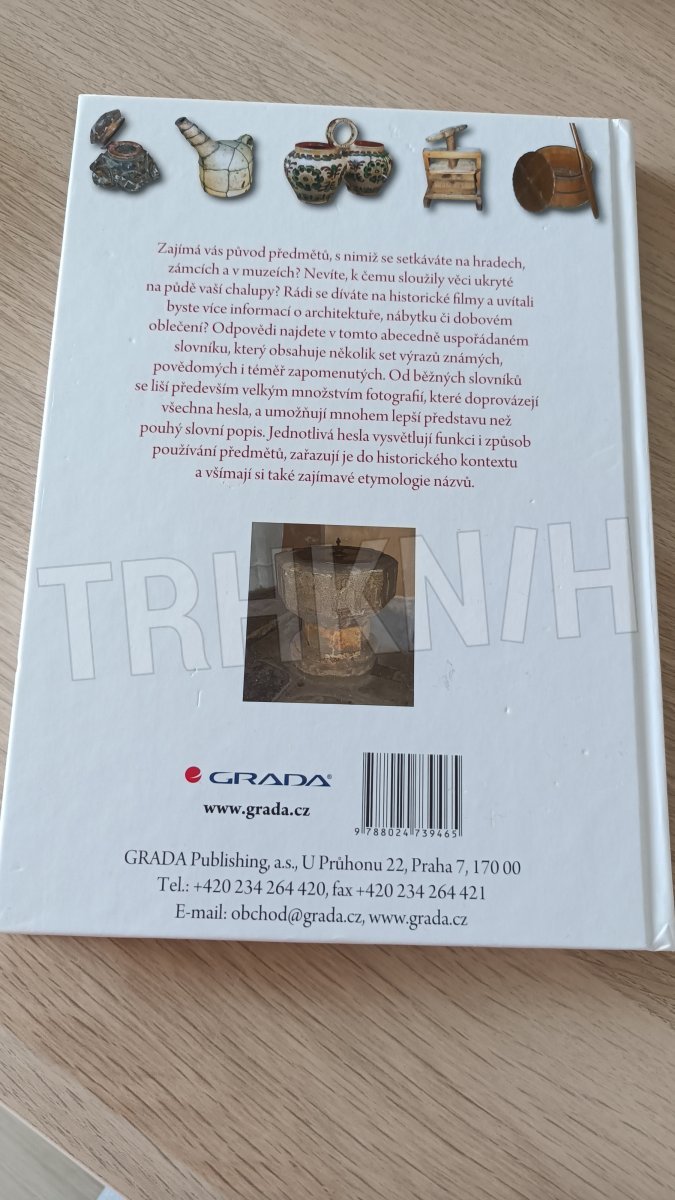 Zajímá vás původ předmětů, s nimiž se setkáváte na hradech,
zámcích a v muzeích? Nevíte, k čemu sloužily věci ukryté
na půdě vaší chalupy? Rádi se díváte na historické filmy a uvítali
byste více informací o architektuře, nábytku či dobovém
oblečení? Odpovědi najdete v tomto abecedně uspořádaném
slovníku, který obsahuje několik set výrazů známých,
povědomých i téměř zapomenutých. Od běžných slovníků
se liší především velkým množstvím fotografií, které doprovázejí
všechna hesla, a umožňují mnohem lepší představu než
pouhý slovní popis. Jednotlivá hesla vysvětlují funkci i způsob
používání předmětů, zařazují je do historického kontextu
a všímají si také zajímavé etymologie názvů.
TRHKNIH
GRADA®
www.grada.cz
9 788024 739465
GRADA Publishing, a.s., U Průhonu 22, Praha 7, 170 00
Tel.: +420 234 264 420, fax +420 234 264 421
E-mail: obchod@grada.cz, www.grada.cz